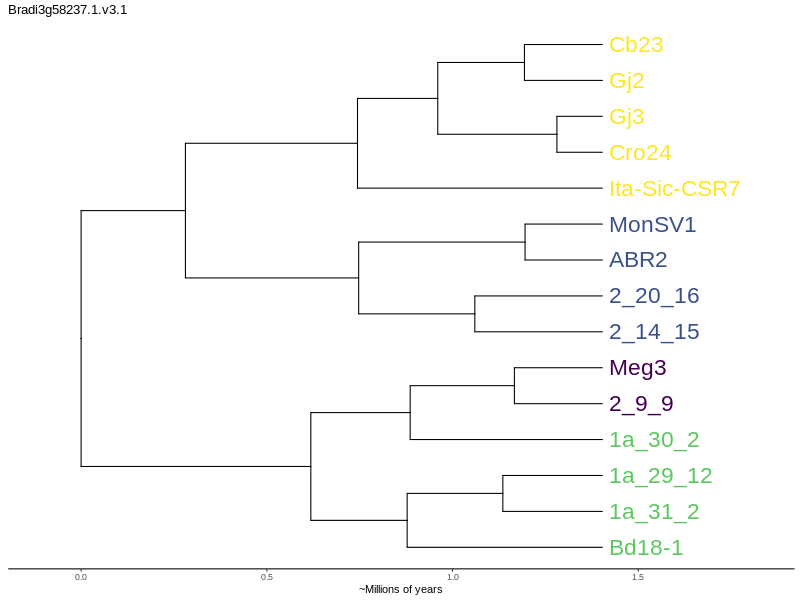 Bradi3g58237.1.v3.1
Cb23
Gj2
Gj3
Cro24
Ita-Sic-CSR7
MonSV1
ABR2
2_20_16
2_14_15
Meg3
2_9_9
1a_30_2
1a_29_12
1a_31_2
Bd18-1
0.0 0.5 1.0 1.5
~Millions of years